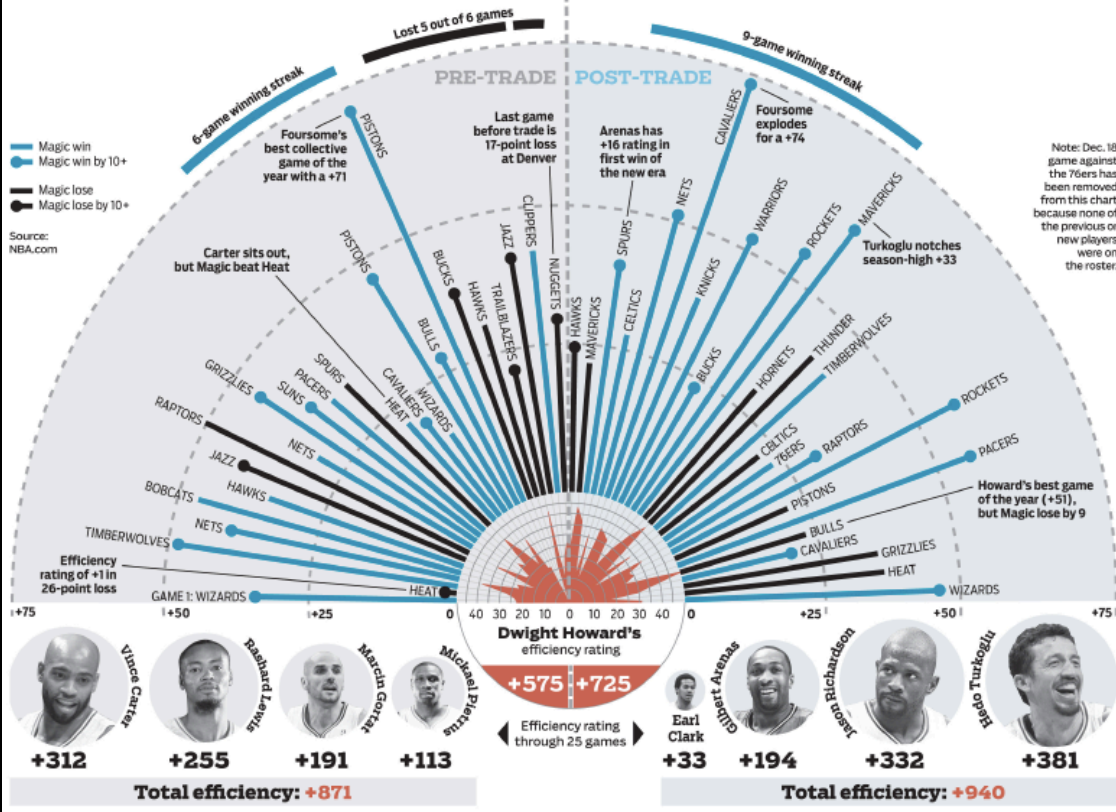 Lost 5 out of 6 games
6-game winning streak
9-game winning streak
PRE-TRADE
POST-TRADE
Magic win
Magic win by 10+
Magic lose
Magic lose by 10+
Source:
NBA.com
Foursome's
best collective
game of the
year with a +71
Last game
before trade is
17-point loss
at Denver
Arenas has
+16 rating in
first win of
the new era
Foursome
explodes
for a +74
Note: Dec. 18
game against
the 76ers has
been removed
from this chart
because none of
the previous or
new players
were on
the roster.
Turkoglu notches
season-high +33
Carter sits out,
but Magic beat Heat
Howard's best game
of the year (+51),
but Magic lose by 9
Efficiency
rating of +1 in
26-point loss
GAME 1: WIZARDS
HEAT
TIMBERWOLVES
NETS
BOBCATS
HAWKS
JAZZ
RAPTORS
NETS
GRIZZLIES
SUNS
PACERS
SPURS
HEAT
CAVALIERS
WIZARDS
PISTONS
BULLS
PISTONS
BUCKS
HAWKS
TRAILBLAZERS
JAZZ
CLIPPERS
NUGGETS
HAWKS
MAVERICKS
SPURS
CELTICS
NETS
CAVALIERS
KNICKS
WARRIORS
BUCKS
ROCKETS
MAVERICKS
HORNETS
THUNDER
TIMBERWOLVES
CELTICS
76ERS
RAPTORS
ROCKETS
PISTONS
PACERS
BULLS
CAVALIERS
GRIZZLIES
HEAT
WIZARDS
+75
+50
+25
0
40 30 20 10 0 10 20 30 40
0
+25
+50
+75
Dwight Howard's
efficiency rating
+575
+725
Efficiency rating
through 25 games
Vince Carter
+312
Rashard Lewis
+255
Marcin Gortat
+191
Mickael Pietrus
+113
Earl
Clark
+33
Gilbert Arenas
+194
Jason Richardson
+332
Hedo Turkoglu
+381
Total efficiency: +871
Total efficiency: +940